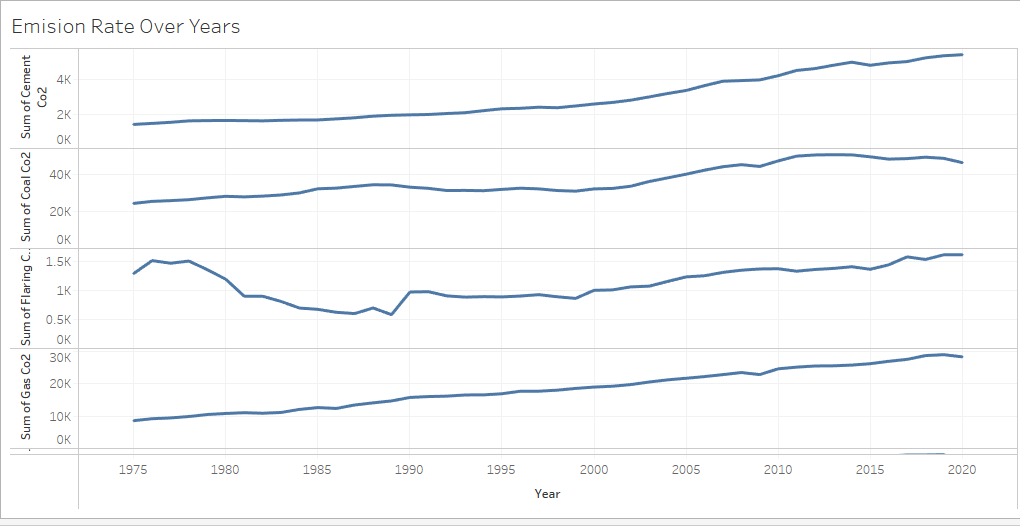 Emision Rate Over Years
Sum of Cement
Co2
4K
2K
0K
Sum of Coal Co2
40K
20K
0K
Sum of Flaring C..
1.5K
1K
0.5K
0K
Sum of Gas Co2
30K
20K
10K
0K
1975 1980 1985 1990 1995 2000 2005 2010 2015 2020
Year